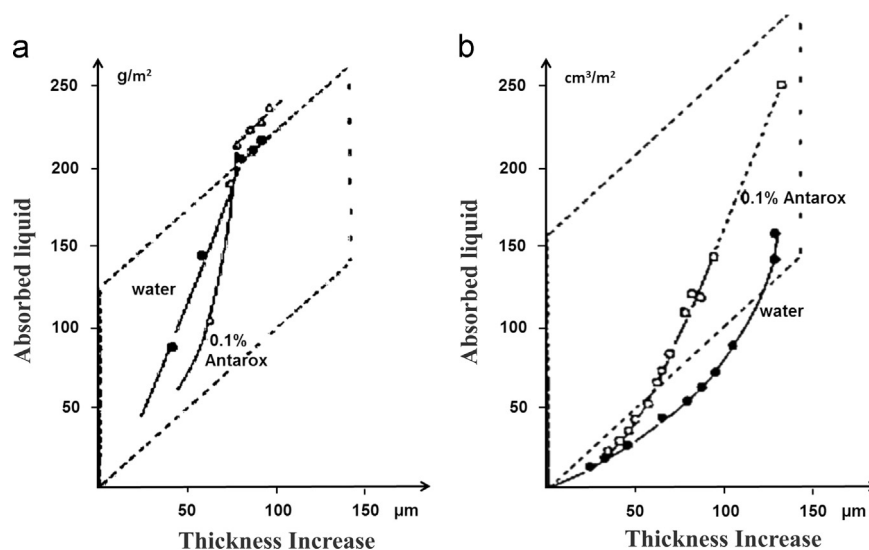 a
g/m²
250
200
150
100
50
water
0.1%
Antarox
50
100
150
µm
Absorbed liquid
Thickness Increase
b
cm³/m²
250
200
150
100
50
0.1% Antarox
water
50
100
150
µm
Absorbed liquid
Thickness Increase